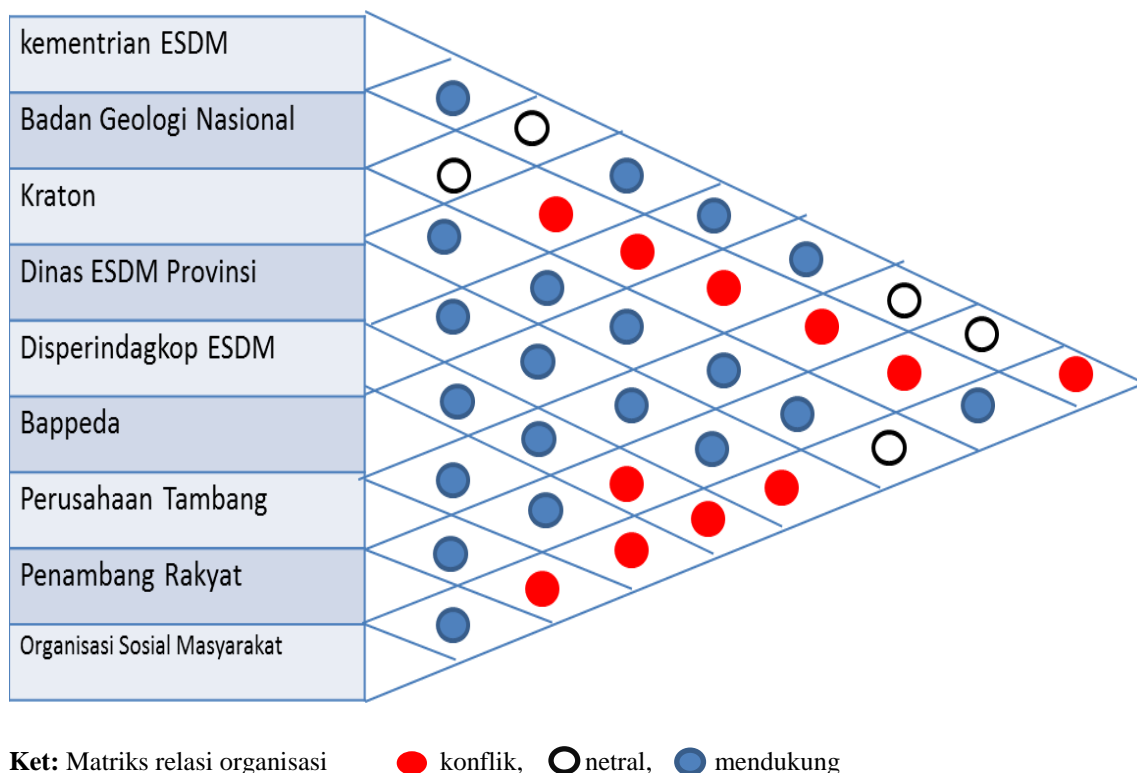 kementrian ESDM
Badan Geologi Nasional
Kraton
Dinas ESDM Provinsi
Disperindagkop ESDM
Bappeda
Perusahaan Tambang
Penambang Rakyat
Organisasi Sosial Masyarakat
Ket: Matriks relasi organisasi konflik, netral, mendukung